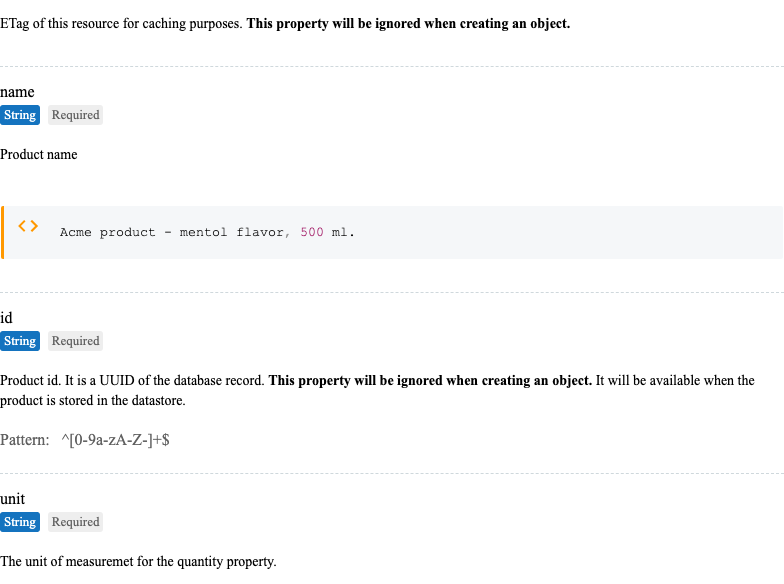 ETag of this resource for caching purposes. This property will be ignored when creating an object.
name
String Required
Product name
<> Acme product - mentol flavor, 500 ml.
id
String Required
Product id. It is a UUID of the database record. This property will be ignored when creating an object. It will be available when the
product is stored in the datastore.
Pattern: ^[0-9a-zA-Z-]+$
unit
String Required
The unit of measuremet for the quantity property.